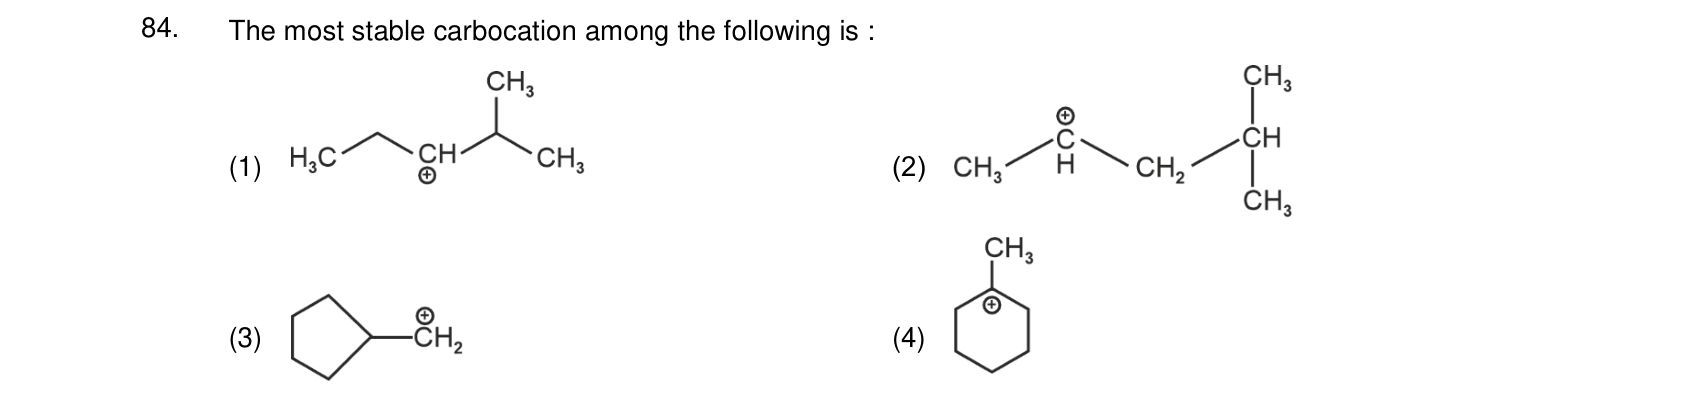 84. The most stable carbocation among the following is :
(1) H₃C CH ⊕ CH₃ CH₃
(2) CH₃ ⊕ C H CH₂ CH CH₃ CH₃
(3) ⊕ CH₂
(4) CH₃ ⊕